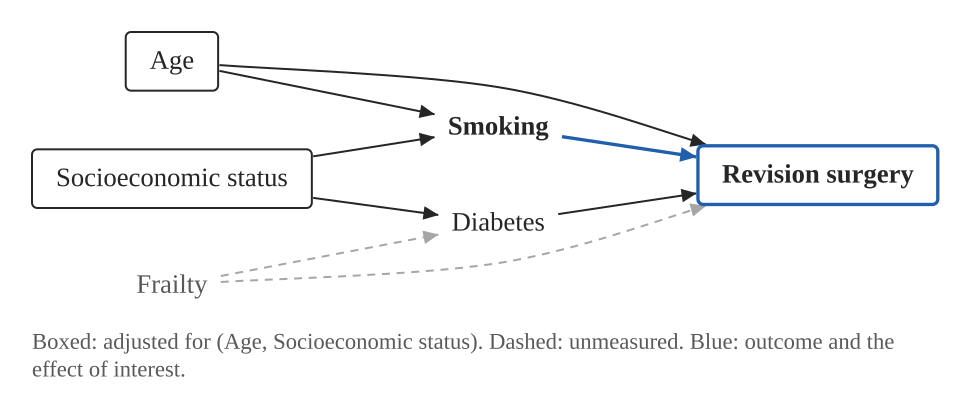 Age
Smoking
Socioeconomic status
Revision surgery
Diabetes
Frailty
Boxed: adjusted for (Age, Socioeconomic status). Dashed: unmeasured. Blue: outcome and the
effect of interest.